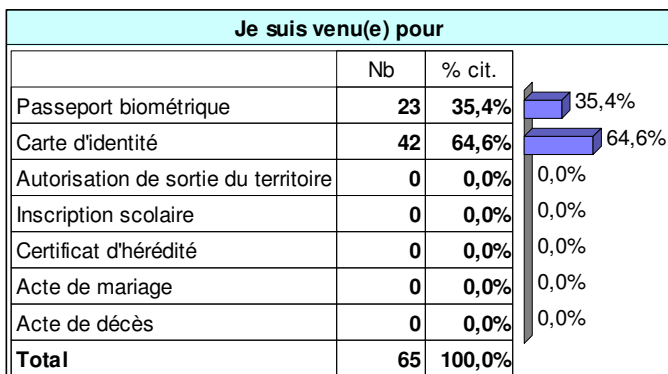 Je suis venu(e) pour
Nb % cit.
Passeport biométrique 23 35,4% 35,4%
Carte d'identité 42 64,6% 64,6%
Autorisation de sortie du territoire 0 0,0% 0,0%
Inscription scolaire 0 0,0% 0,0%
Certificat d'hérédité 0 0,0% 0,0%
Acte de mariage 0 0,0% 0,0%
Acte de décès 0 0,0% 0,0%
Total 65 100,0%